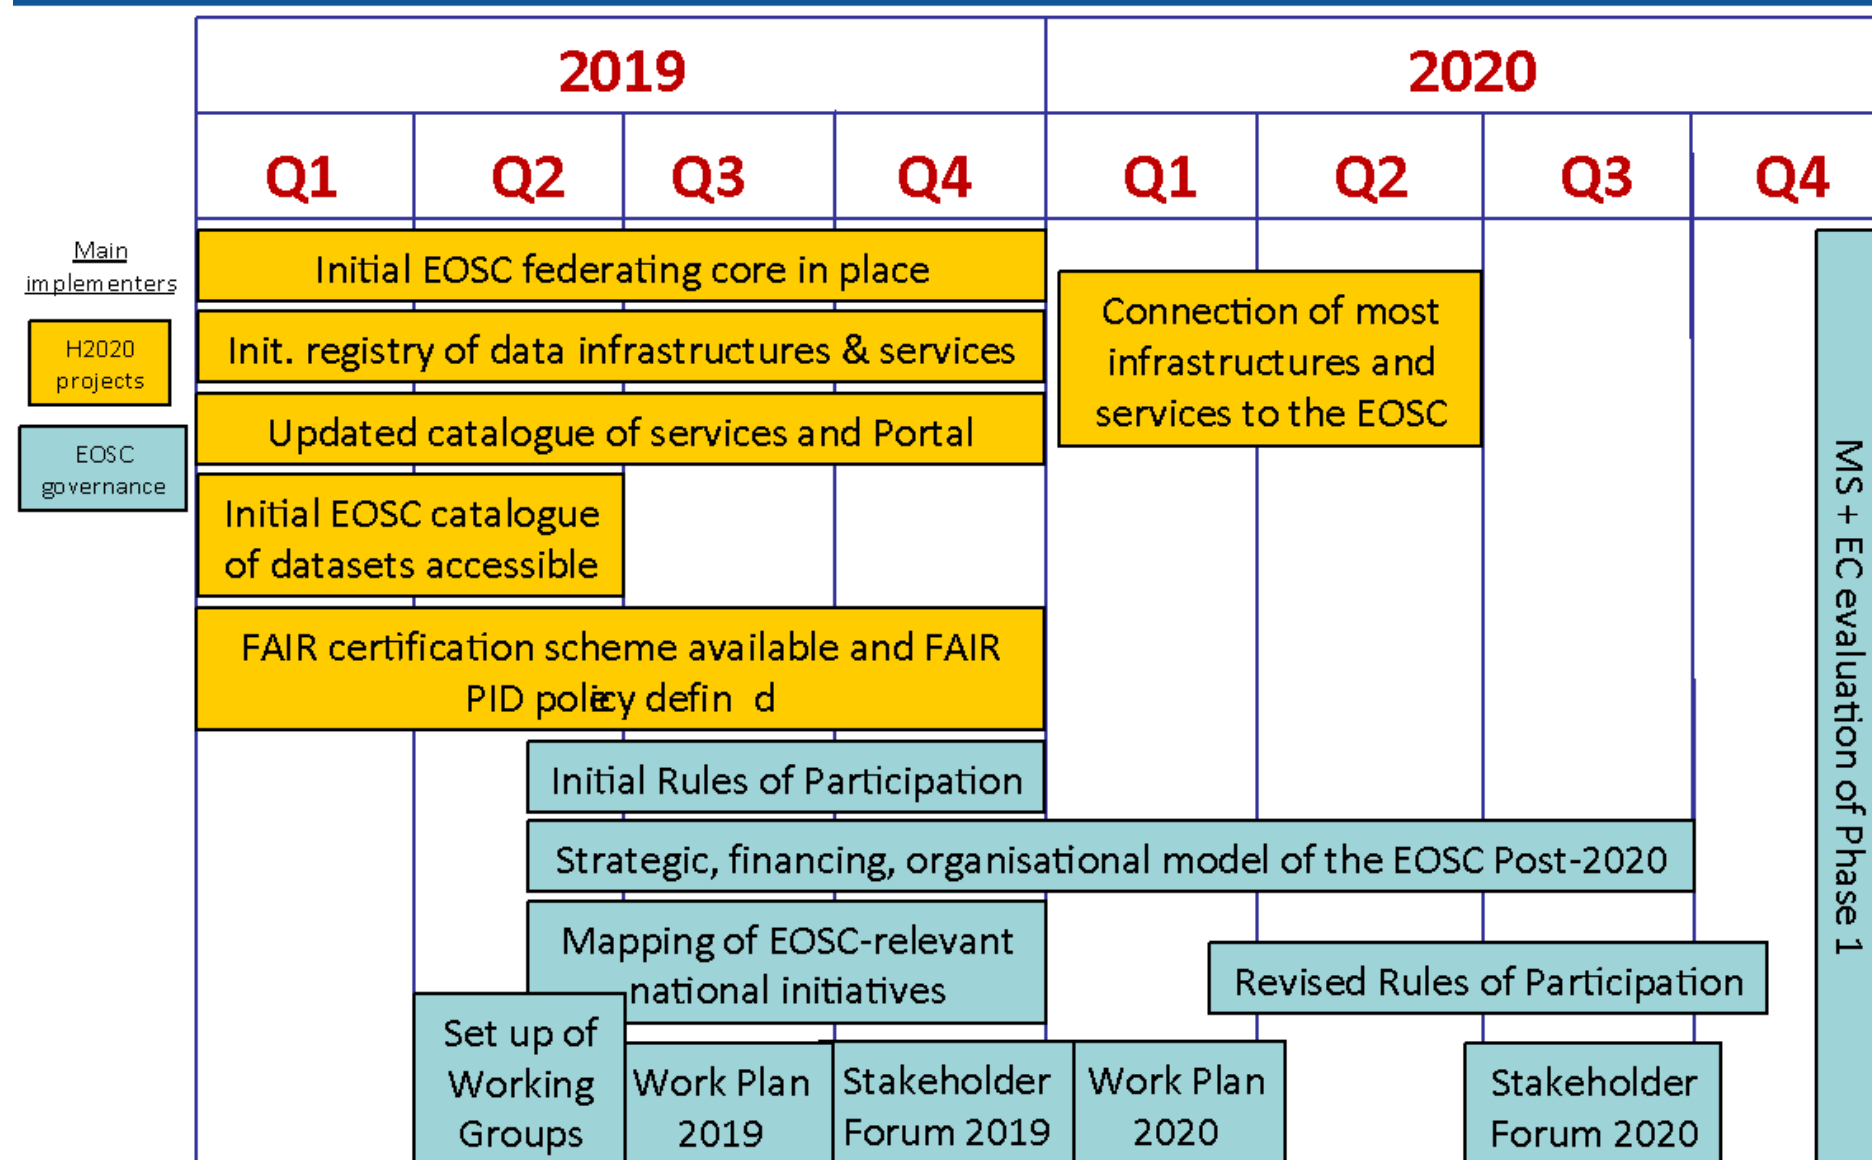 2019
2020
Q1
Q2
Q3
Q4
Q1
Q2
Q3
Q4
Main
implementers
H2020
projects
EOSC
governance
Initial EOSC federating core in place
Init. registry of data infrastructures & services
Updated catalogue of services and Portal
Initial EOSC catalogue
of datasets accessible
FAIR certification scheme available and FAIR
PID policy defin d
Connection of most
infrastructures and
services to the EOSC
Initial Rules of Participation
Strategic, financing, organisational model of the EOSC Post-2020
Mapping of EOSC-relevant
national initiatives
Revised Rules of Participation
Set up of
Working
Groups
Work Plan
2019
Stakeholder
Forum 2019
Work Plan
2020
Stakeholder
Forum 2020
MS + EC evaluation of Phase 1